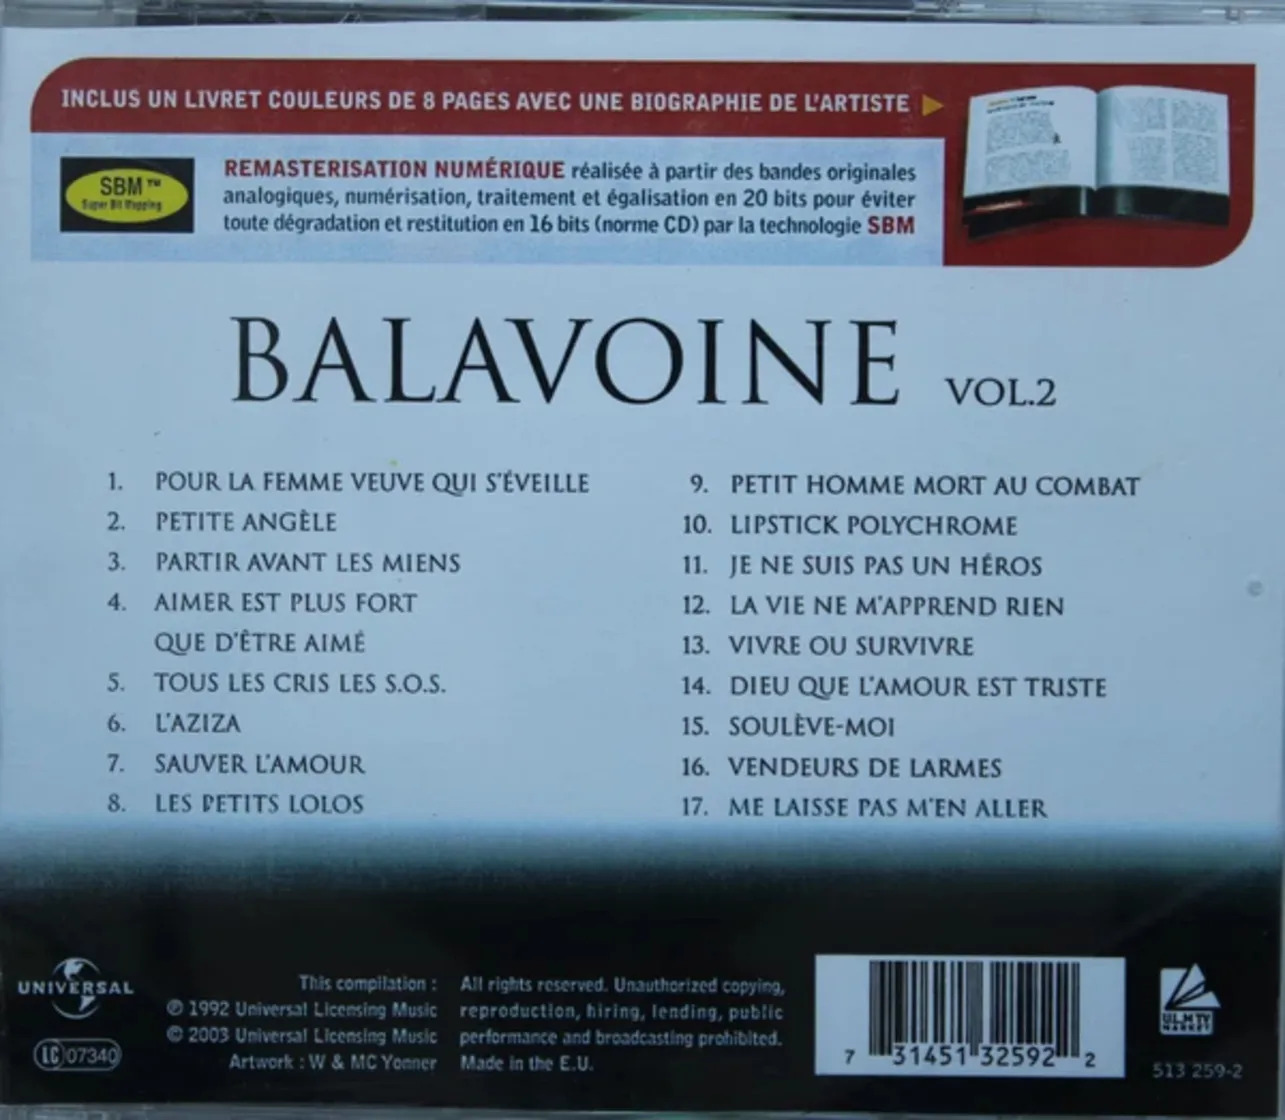 INCLUS UN LIVRET COULEURS DE 8 PAGES AVEC UNE BIOGRAPHIE DE L'ARTISTE
SBM™
Super Bit Mapping
REMASTERISATION NUMÉRIQUE réalisée à partir des bandes originales
analogiques, numérisation, traitement et égalisation en 20 bits pour éviter
toute dégradation et restitution en 16 bits (norme CD) par la technologie SBM
BALAVOINE VOL.2
1. POUR LA FEMME VEUVE QUI S'ÉVEILLE
2. PETITE ANGÈLE
3. PARTIR AVANT LES MIENS
4. AIMER EST PLUS FORT
QUE D'ÊTRE AIMÉ
5. TOUS LES CRIS LES S.O.S.
6. L'AZIZA
7. SAUVER L'AMOUR
8. LES PETITS LOLOS
9. PETIT HOMME MORT AU COMBAT
10. LIPSTICK POLYCHROME
11. JE NE SUIS PAS UN HÉROS
12. LA VIE NE M'APPREND RIEN
13. VIVRE OU SURVIVRE
14. DIEU QUE L'AMOUR EST TRISTE
15. SOULÈVE-MOI
16. VENDEURS DE LARMES
17. ME LAISSE PAS M'EN ALLER
UNIVERSAL
LC 07340
This compilation :
℗ 1992 Universal Licensing Music
© 2003 Universal Licensing Music
Artwork : W & MC Yonner
All rights reserved. Unauthorized copying,
reproduction, hiring, lending, public
performance and broadcasting prohibited.
Made in the E.U.
7 31451 32592 2
U.L.M TV
MARKET
513 259-2